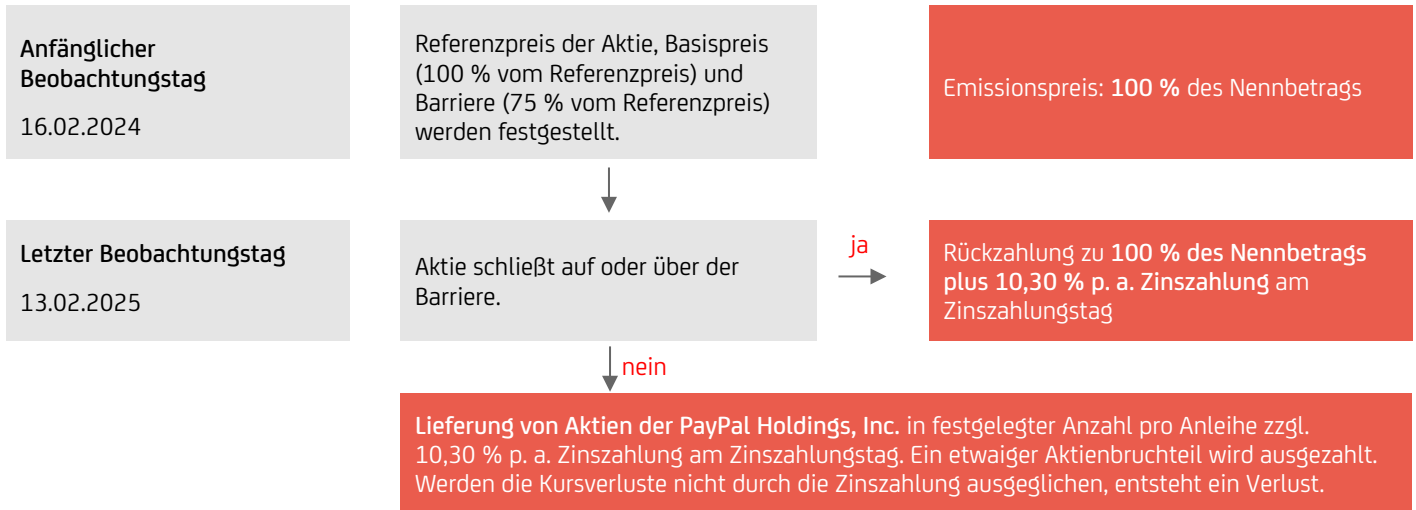 Anfänglicher
Beobachtungstag
16.02.2024
Referenzpreis der Aktie, Basispreis
(100 % vom Referenzpreis) und
Barriere (75 % vom Referenzpreis)
werden festgestellt.
Emissionspreis: 100 % des Nennbetrags
Letzter Beobachtungstag
13.02.2025
Aktie schließt auf oder über der
Barriere.
ja
Rückzahlung zu 100 % des Nennbetrags
plus 10,30 % p. a. Zinszahlung am
Zinszahlungstag
nein
Lieferung von Aktien der PayPal Holdings, Inc. in festgelegter Anzahl pro Anleihe zzgl.
10,30 % p. a. Zinszahlung am Zinszahlungstag. Ein etwaiger Aktienbruchteil wird ausgezahlt.
Werden die Kursverluste nicht durch die Zinszahlung ausgeglichen, entsteht ein Verlust.